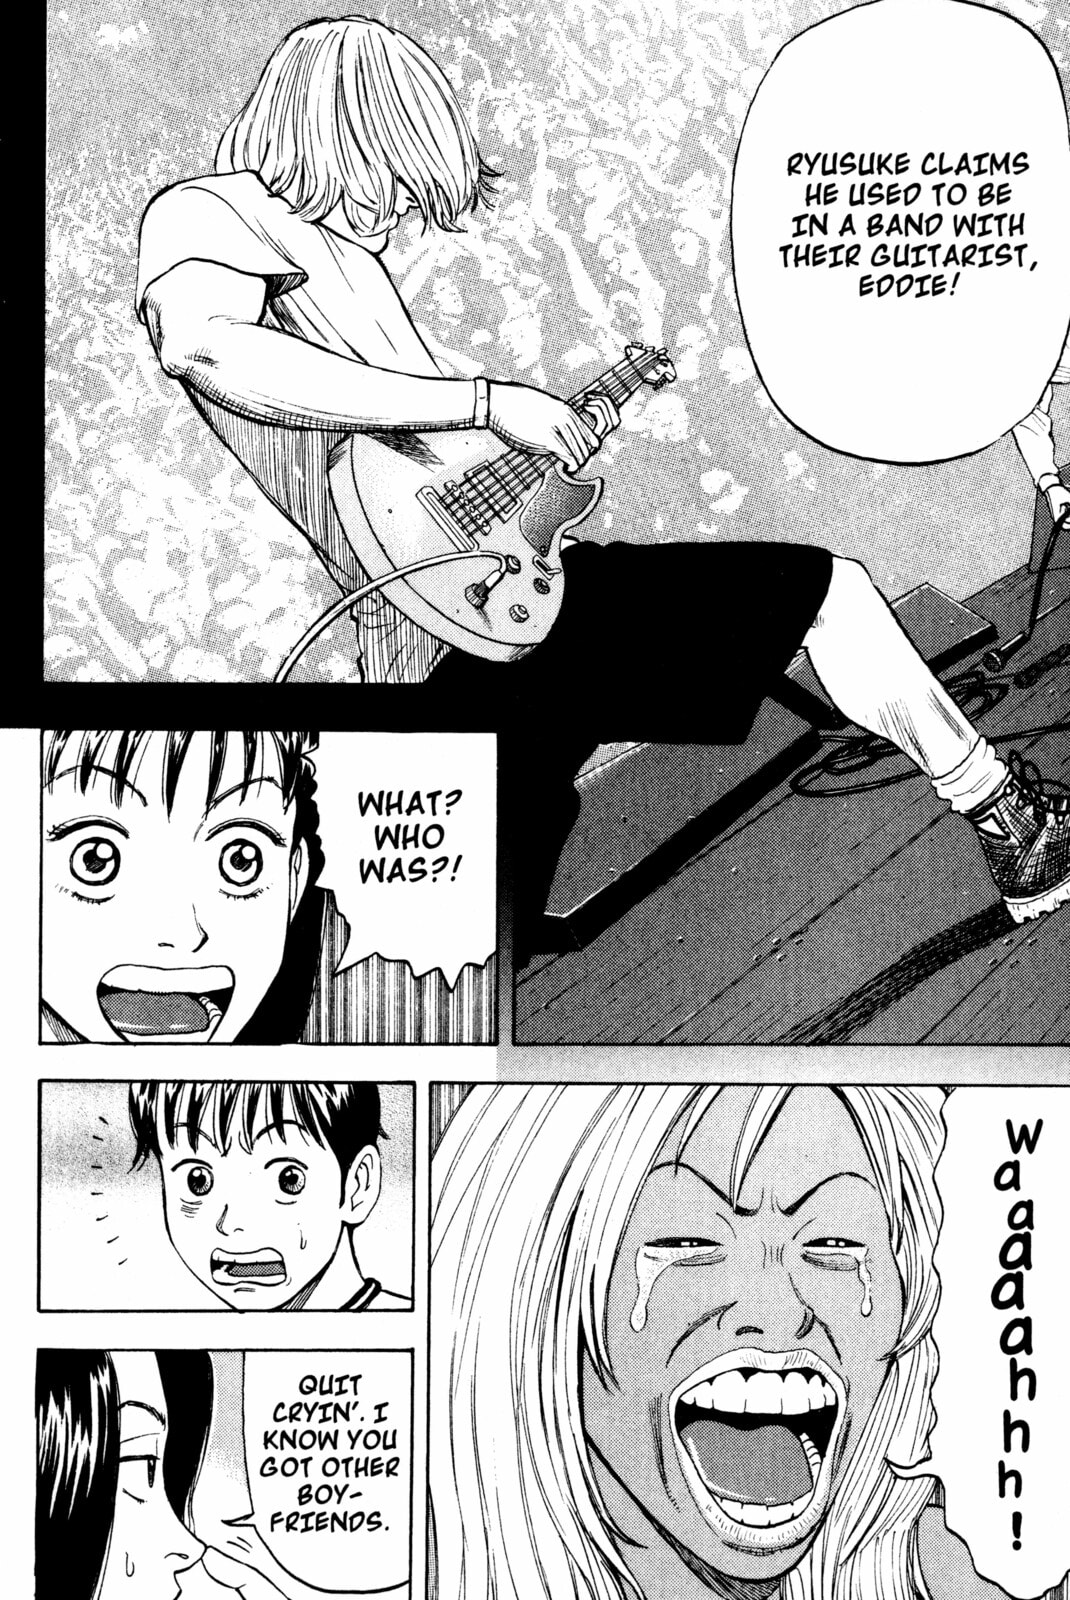 RYUSUKE CLAIMS
HE USED TO BE
IN A BAND WITH
THEIR GUITARIST,
EDDIE!
WHAT?
WHO
WAS?!
waaaaahhh!
QUIT
CRYIN'. I
KNOW YOU
GOT OTHER
BOY-
FRIENDS.